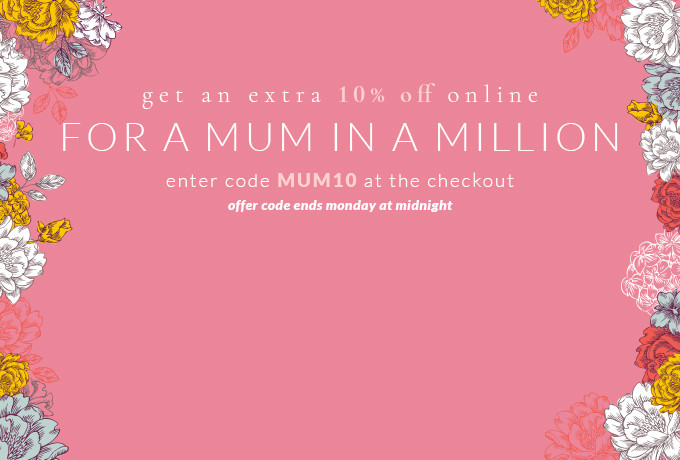 get an extra 10% off online
FOR A MUM IN A MILLION
enter code MUM10 at the checkout
offer code ends monday at midnight